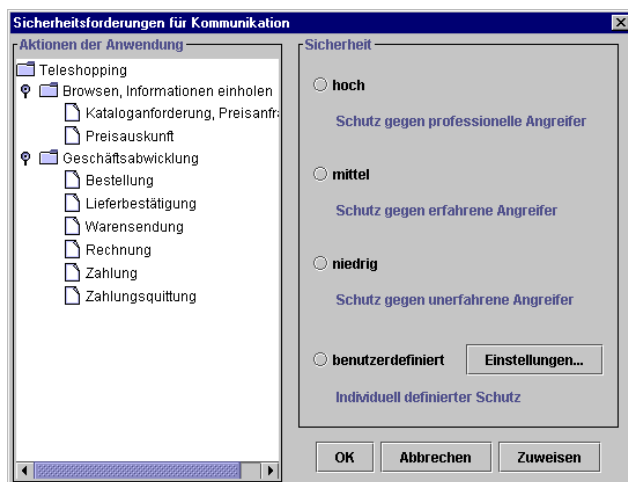 Sicherheitsforderungen für Kommunikation
Aktionen der Anwendung
Teleshopping
Browsen, Informationen einholen
Kataloganforderung, Preisanfra
Preisauskunft
Geschäftsabwicklung
Bestellung
Lieferbestätigung
Warensendung
Rechnung
Zahlung
Zahlungsquittung
Sicherheit
hoch
Schutz gegen professionelle Angreifer
mittel
Schutz gegen erfahrene Angreifer
niedrig
Schutz gegen unerfahrene Angreifer
benutzerdefiniert Einstellungen...
Individuell definierter Schutz
OK Abbrechen Zuweisen